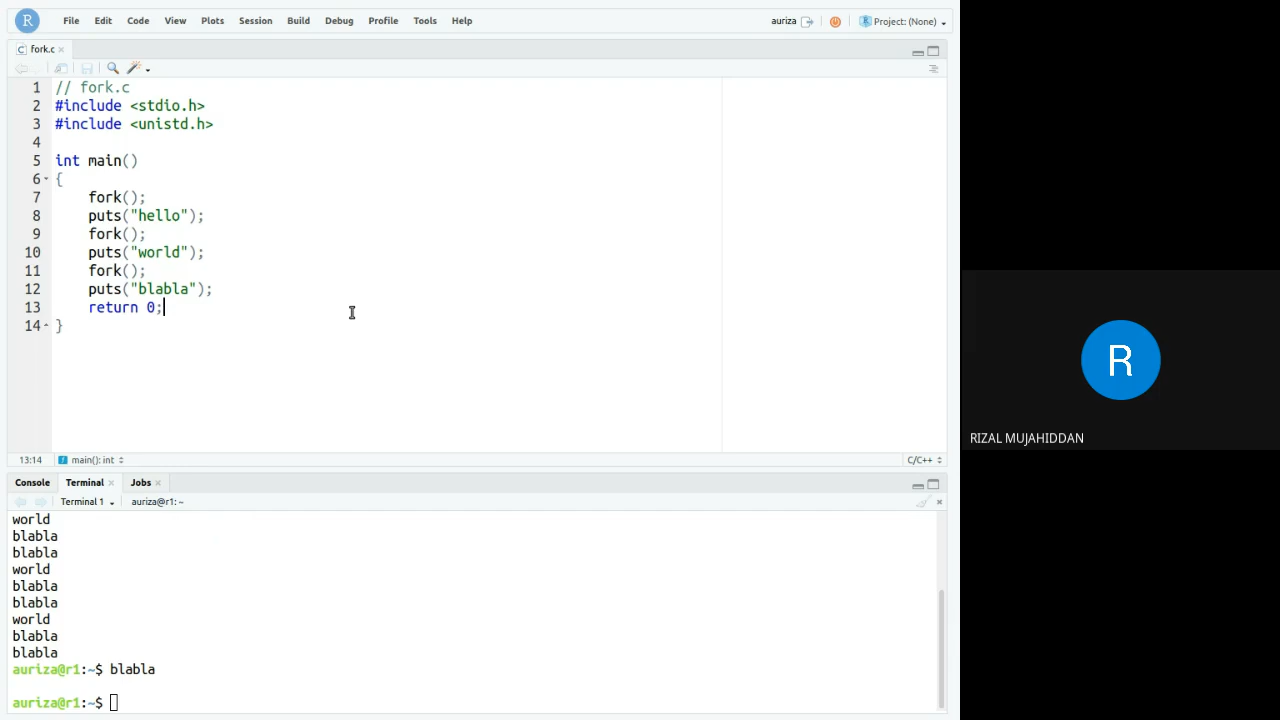 R File Edit Code View Plots Session Build Debug Profile Tools Help auriza R Project: (None)
C fork.c
1 // fork.c
2 #include <stdio.h>
3 #include <unistd.h>
4
5 int main()
6 {
7 fork();
8 puts("hello");
9 fork();
10 puts("world");
11 fork();
12 puts("blabla");
13 return 0;
14 }
13:14 f main(): int C/C++
Console Terminal Jobs
Terminal 1 auriza@r1: ~
world
blabla
blabla
world
blabla
blabla
world
blabla
blabla
auriza@r1:~$ blabla
auriza@r1:~$
R
RIZAL MUJAHIDDAN